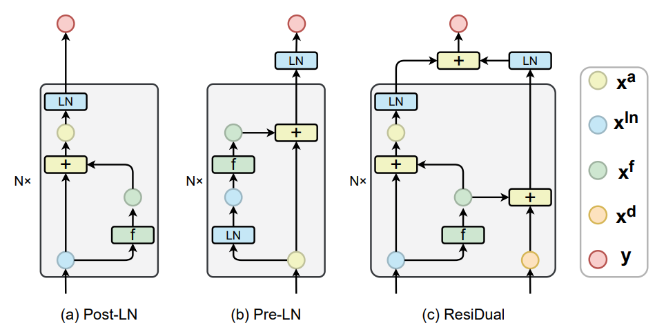 LN
+
f
N×
(a) Post-LN
LN
+
f
LN
N×
(b) Pre-LN
+
LN
LN
+
+
f
N×
(c) ResiDual
x^a
x^ln
x^f
x^d
y